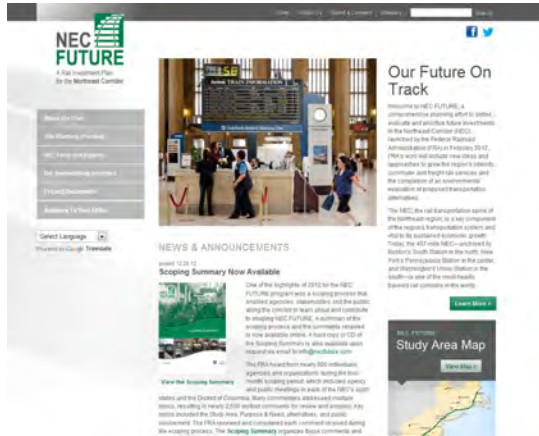 Home
Submit a Comment
Glossary
NEC
FUTURE
A Rail Investment Plan
for the Northeast Corridor
Select Language
Powered by Google Translate
TRAIN INFORMATION
Our Future On
Track
Welcome to NEC FUTURE, a
comprehensive planning effort to define,
evaluate and prioritize future investments
in the Northeast Corridor (NEC),
launched by the Federal Railroad
Administration (FRA) in February 2012.
FRA's work will include new ideas and
approaches to grow the region's intercity,
commuter and freight rail services and
the completion of an environmental
evaluation of proposed transportation
alternatives.
The NEC, the rail transportation spine of
the Northeast region, is a key component
of the region's transportation system and
vital to its sustained economic growth.
Today, the 457-mile NEC—anchored by
Boston's South Station in the north, New
York's Pennsylvania Station in the center,
and Washington's Union Station in the
south—is one of the most heavily
traveled rail corridors in the world.
Learn More >
NEWS & ANNOUNCEMENTS
posted 12.26.12
Scoping Summary Now Available
One of the highlights of 2012 for the NEC
FUTURE program was a scoping process that
enabled agencies, stakeholders and the public
along the corridor to learn about and contribute
to shaping NEC FUTURE. A summary of the
scoping process and the comments received
is now available. A hard copy or CD of
the Scoping Summary is also available upon
request via email to info@necfuture.com
The FRA heard from nearly 800 individuals,
agencies and organizations during the four-
month scoping period, which included agency
and public meetings in each of the NEC's eight
states and the District of Columbia. Many commenters addressed multiple
topics, resulting in nearly 2,500 distinct comments for review and analysis. Key
topics included the Study Area, Purpose & Need, alternatives, and public
involvement. The FRA reviewed and considered each comment received during
the scoping process. The Scoping Summary organizes those comments and
View the Scoping Summary
NEC FUTURE
Study Area Map
View Map >